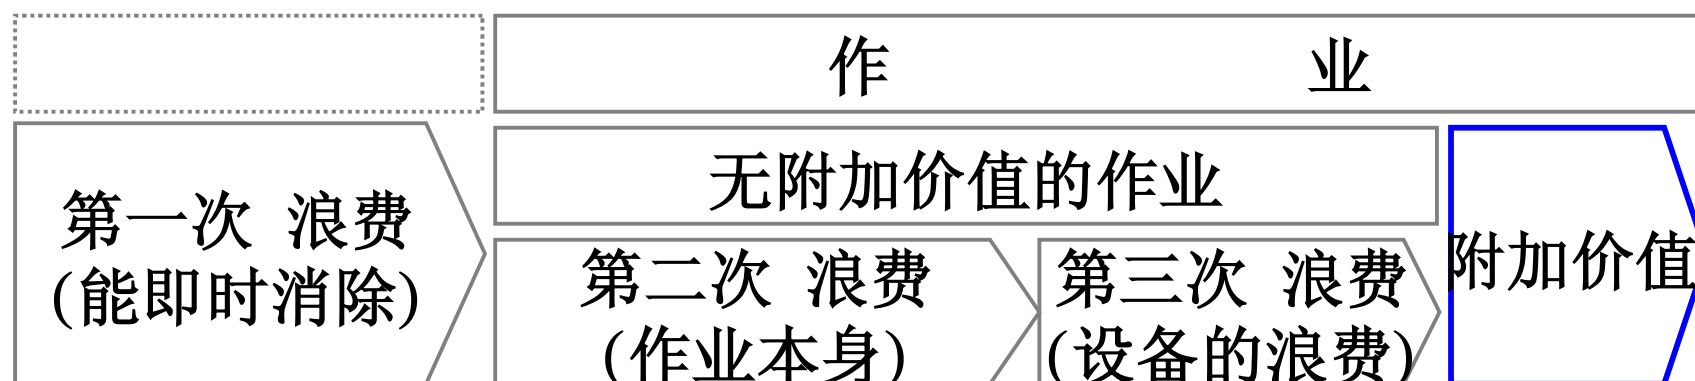 作 业
无附加价值的作业
第一次 浪费
(能即时消除)
第二次 浪费
(作业本身)
第三次 浪费
(设备的浪费)
附加价值